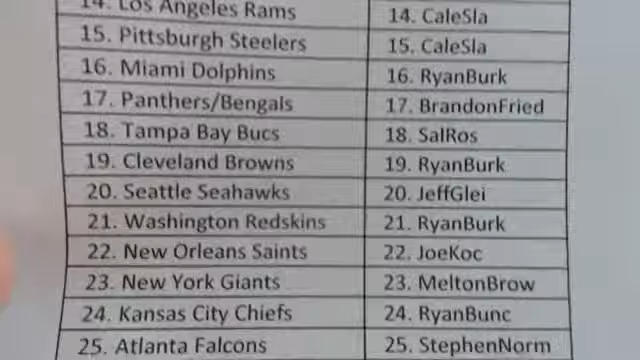 14. Los Angeles Rams 14. CaleSla
15. Pittsburgh Steelers 15. CaleSla
16. Miami Dolphins 16. RyanBurk
17. Panthers/Bengals 17. BrandonFried
18. Tampa Bay Bucs 18. SalRos
19. Cleveland Browns 19. RyanBurk
20. Seattle Seahawks 20. JeffGlei
21. Washington Redskins 21. RyanBurk
22. New Orleans Saints 22. JoeKoc
23. New York Giants 23. MeltonBrow
24. Kansas City Chiefs 24. RyanBunc
25. Atlanta Falcons 25. StephenNorm